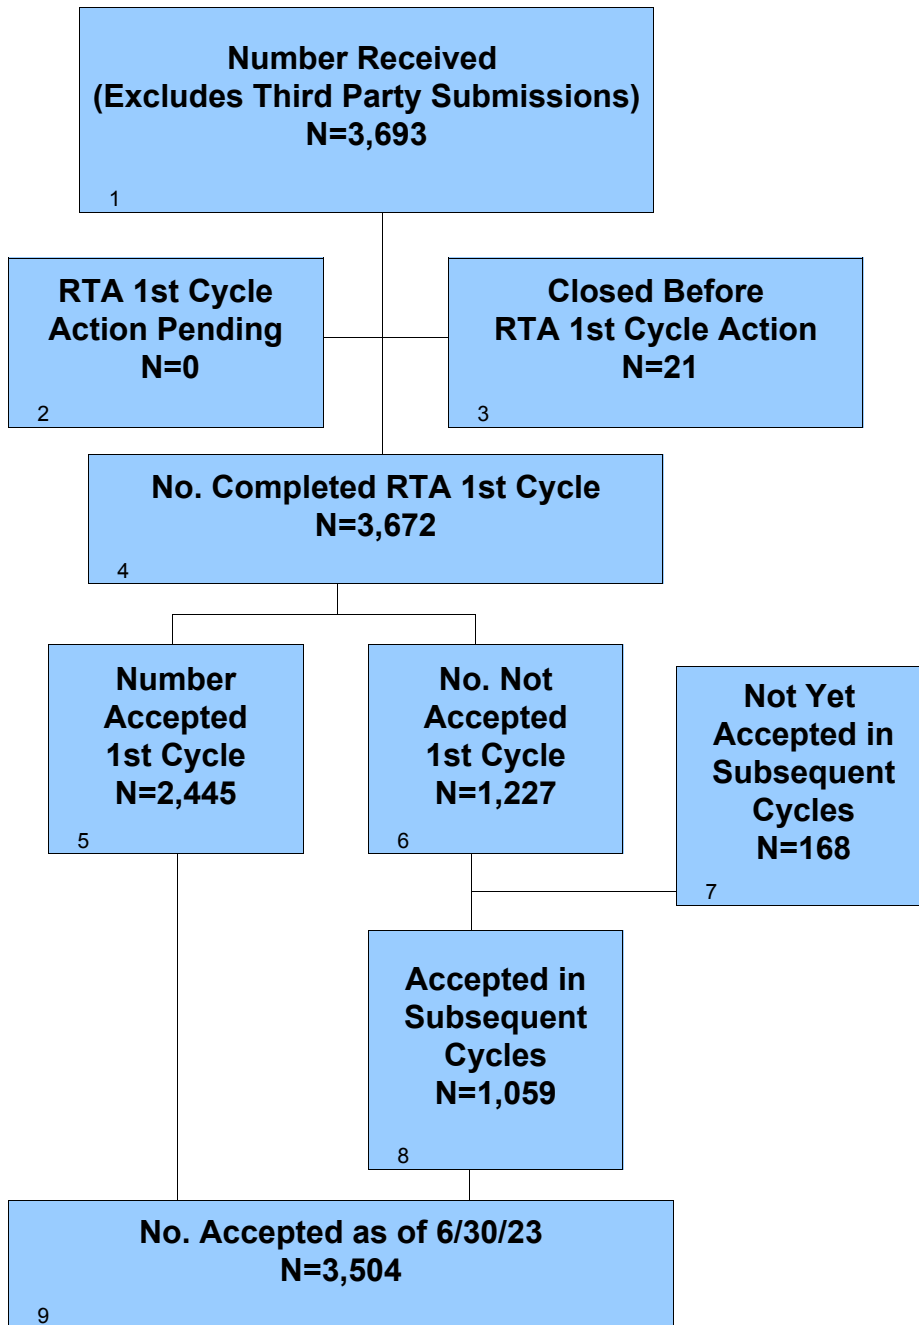 Number Received
(Excludes Third Party Submissions)
N=3,693
1
RTA 1st Cycle
Action Pending
N=0
2
Closed Before
RTA 1st Cycle Action
N=21
3
No. Completed RTA 1st Cycle
N=3,672
4
Number
Accepted
1st Cycle
N=2,445
5
No. Not
Accepted
1st Cycle
N=1,227
6
Not Yet
Accepted in
Subsequent
Cycles
N=168
7
Accepted in
Subsequent
Cycles
N=1,059
8
No. Accepted as of 6/30/23
N=3,504
9